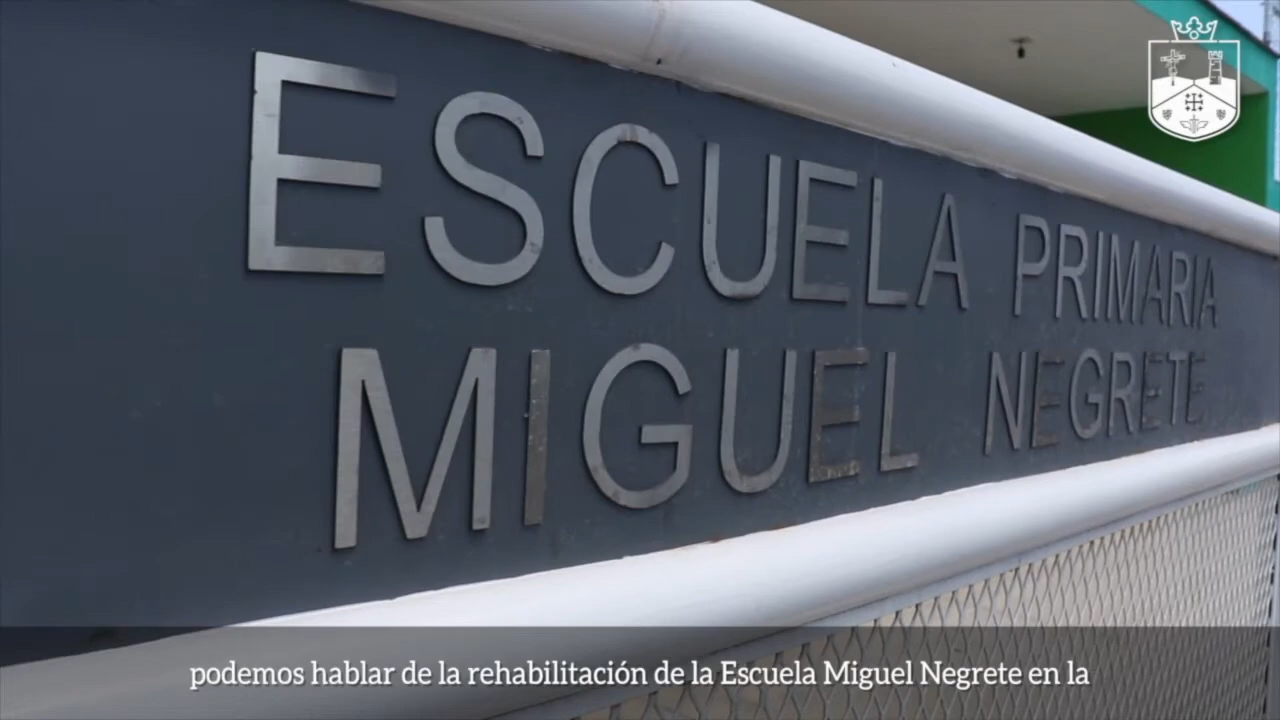 ESCUELA PRIMARIA
MIGUEL NEGRETE
podemos hablar de la rehabilitación de la Escuela Miguel Negrete en la